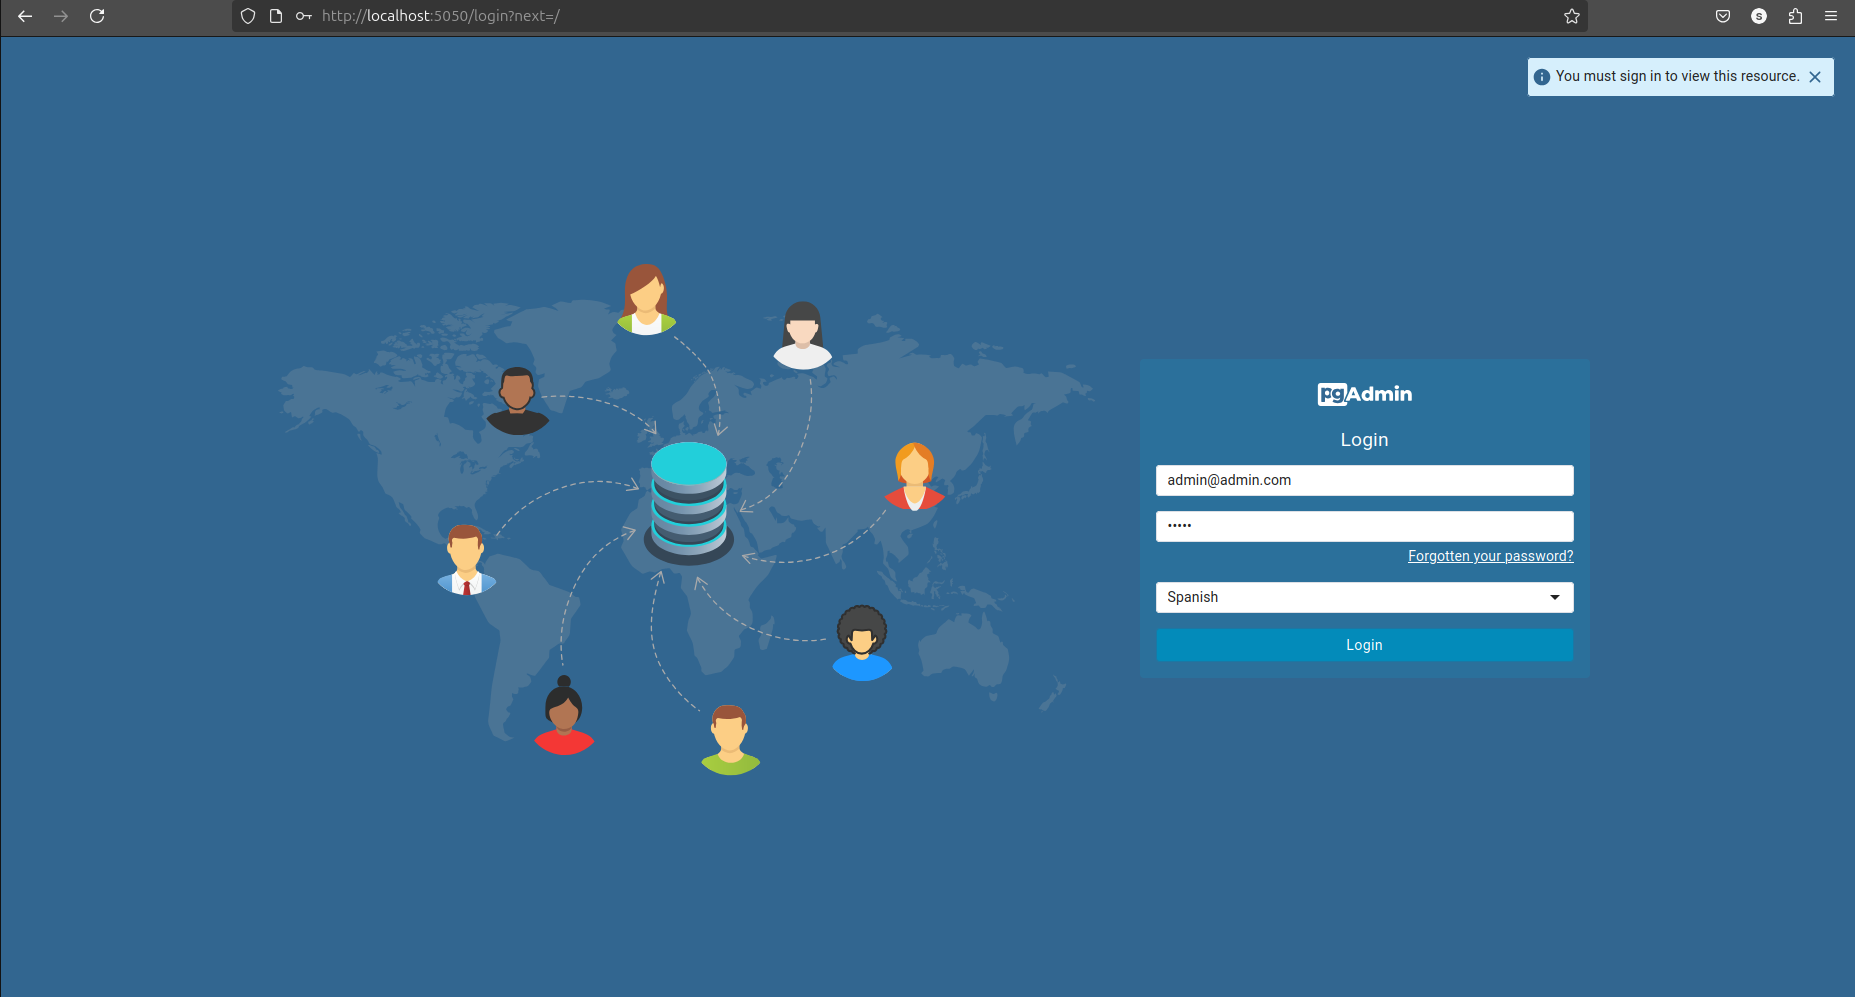 http://localhost:5050/login?next=/
S
You must sign in to view this resource.
pgAdmin
Login
admin@admin.com
•••••
Forgotten your password?
Spanish
Login